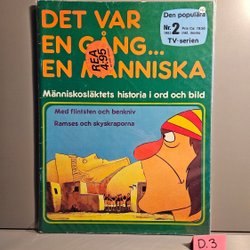 DET VAR
EN GÅNG...
EN MÄNNISKA
REA
4:95
Den populära
Nr. 2
TV-serien
Människosläktets historia i ord och bild
Med flintsten och benkniv
Ramses och skyskraporna
D.3